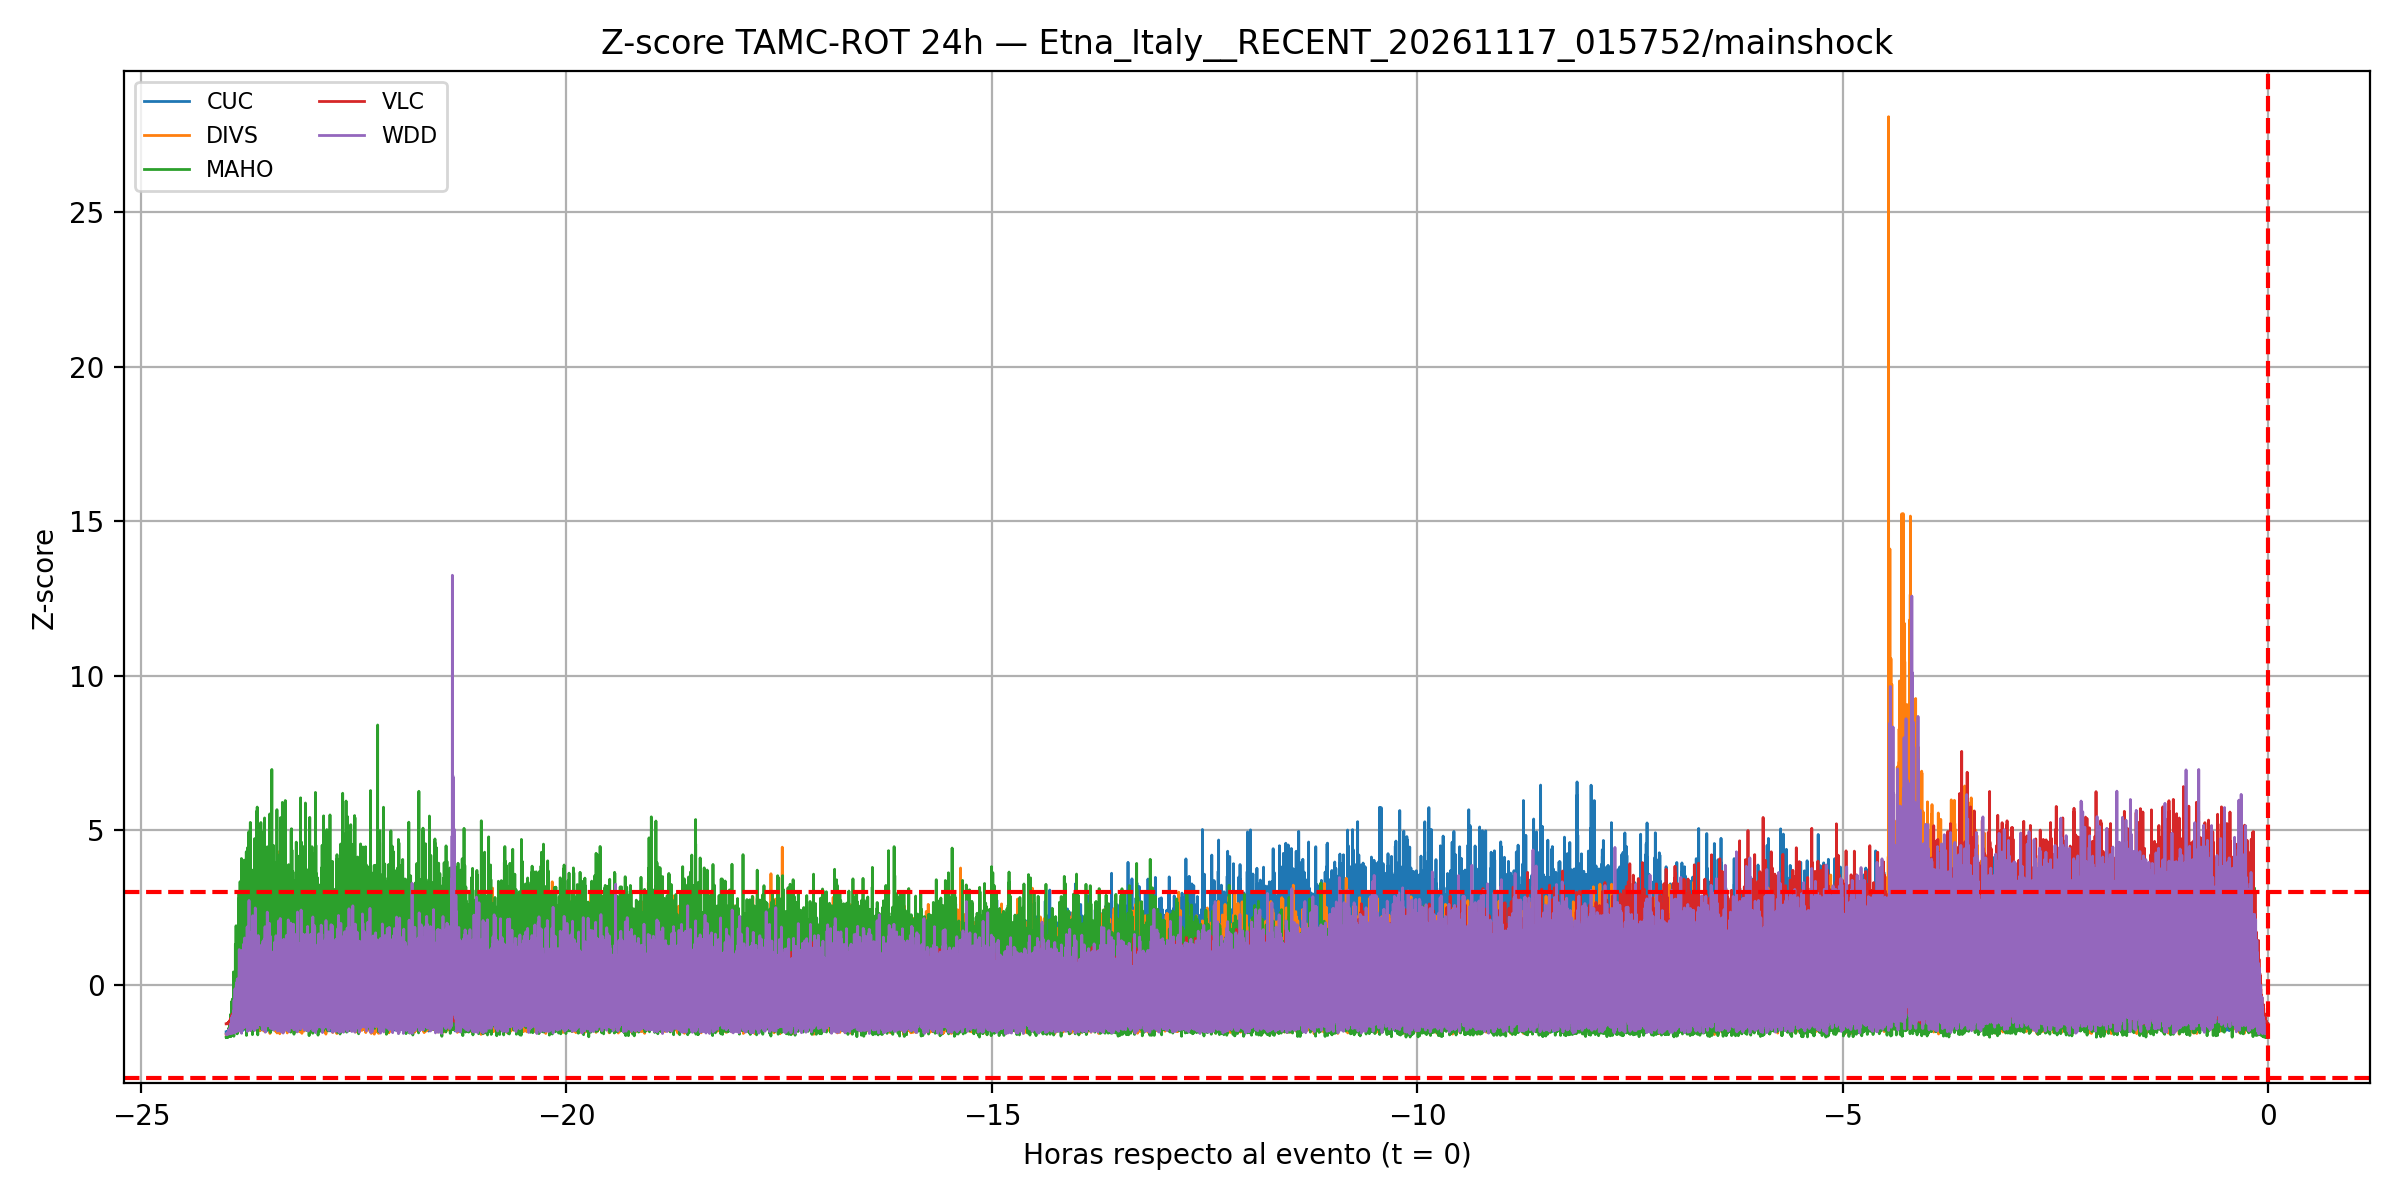 Z-score TAMC-ROT 24h — Etna_Italy__RECENT_20261117_015752/mainshock
CUC
DIVS
MAHO
VLC
WDD
25
20
15
10
5
0
Z-score
−25
−20
−15
−10
−5
0
Horas respecto al evento (t = 0)